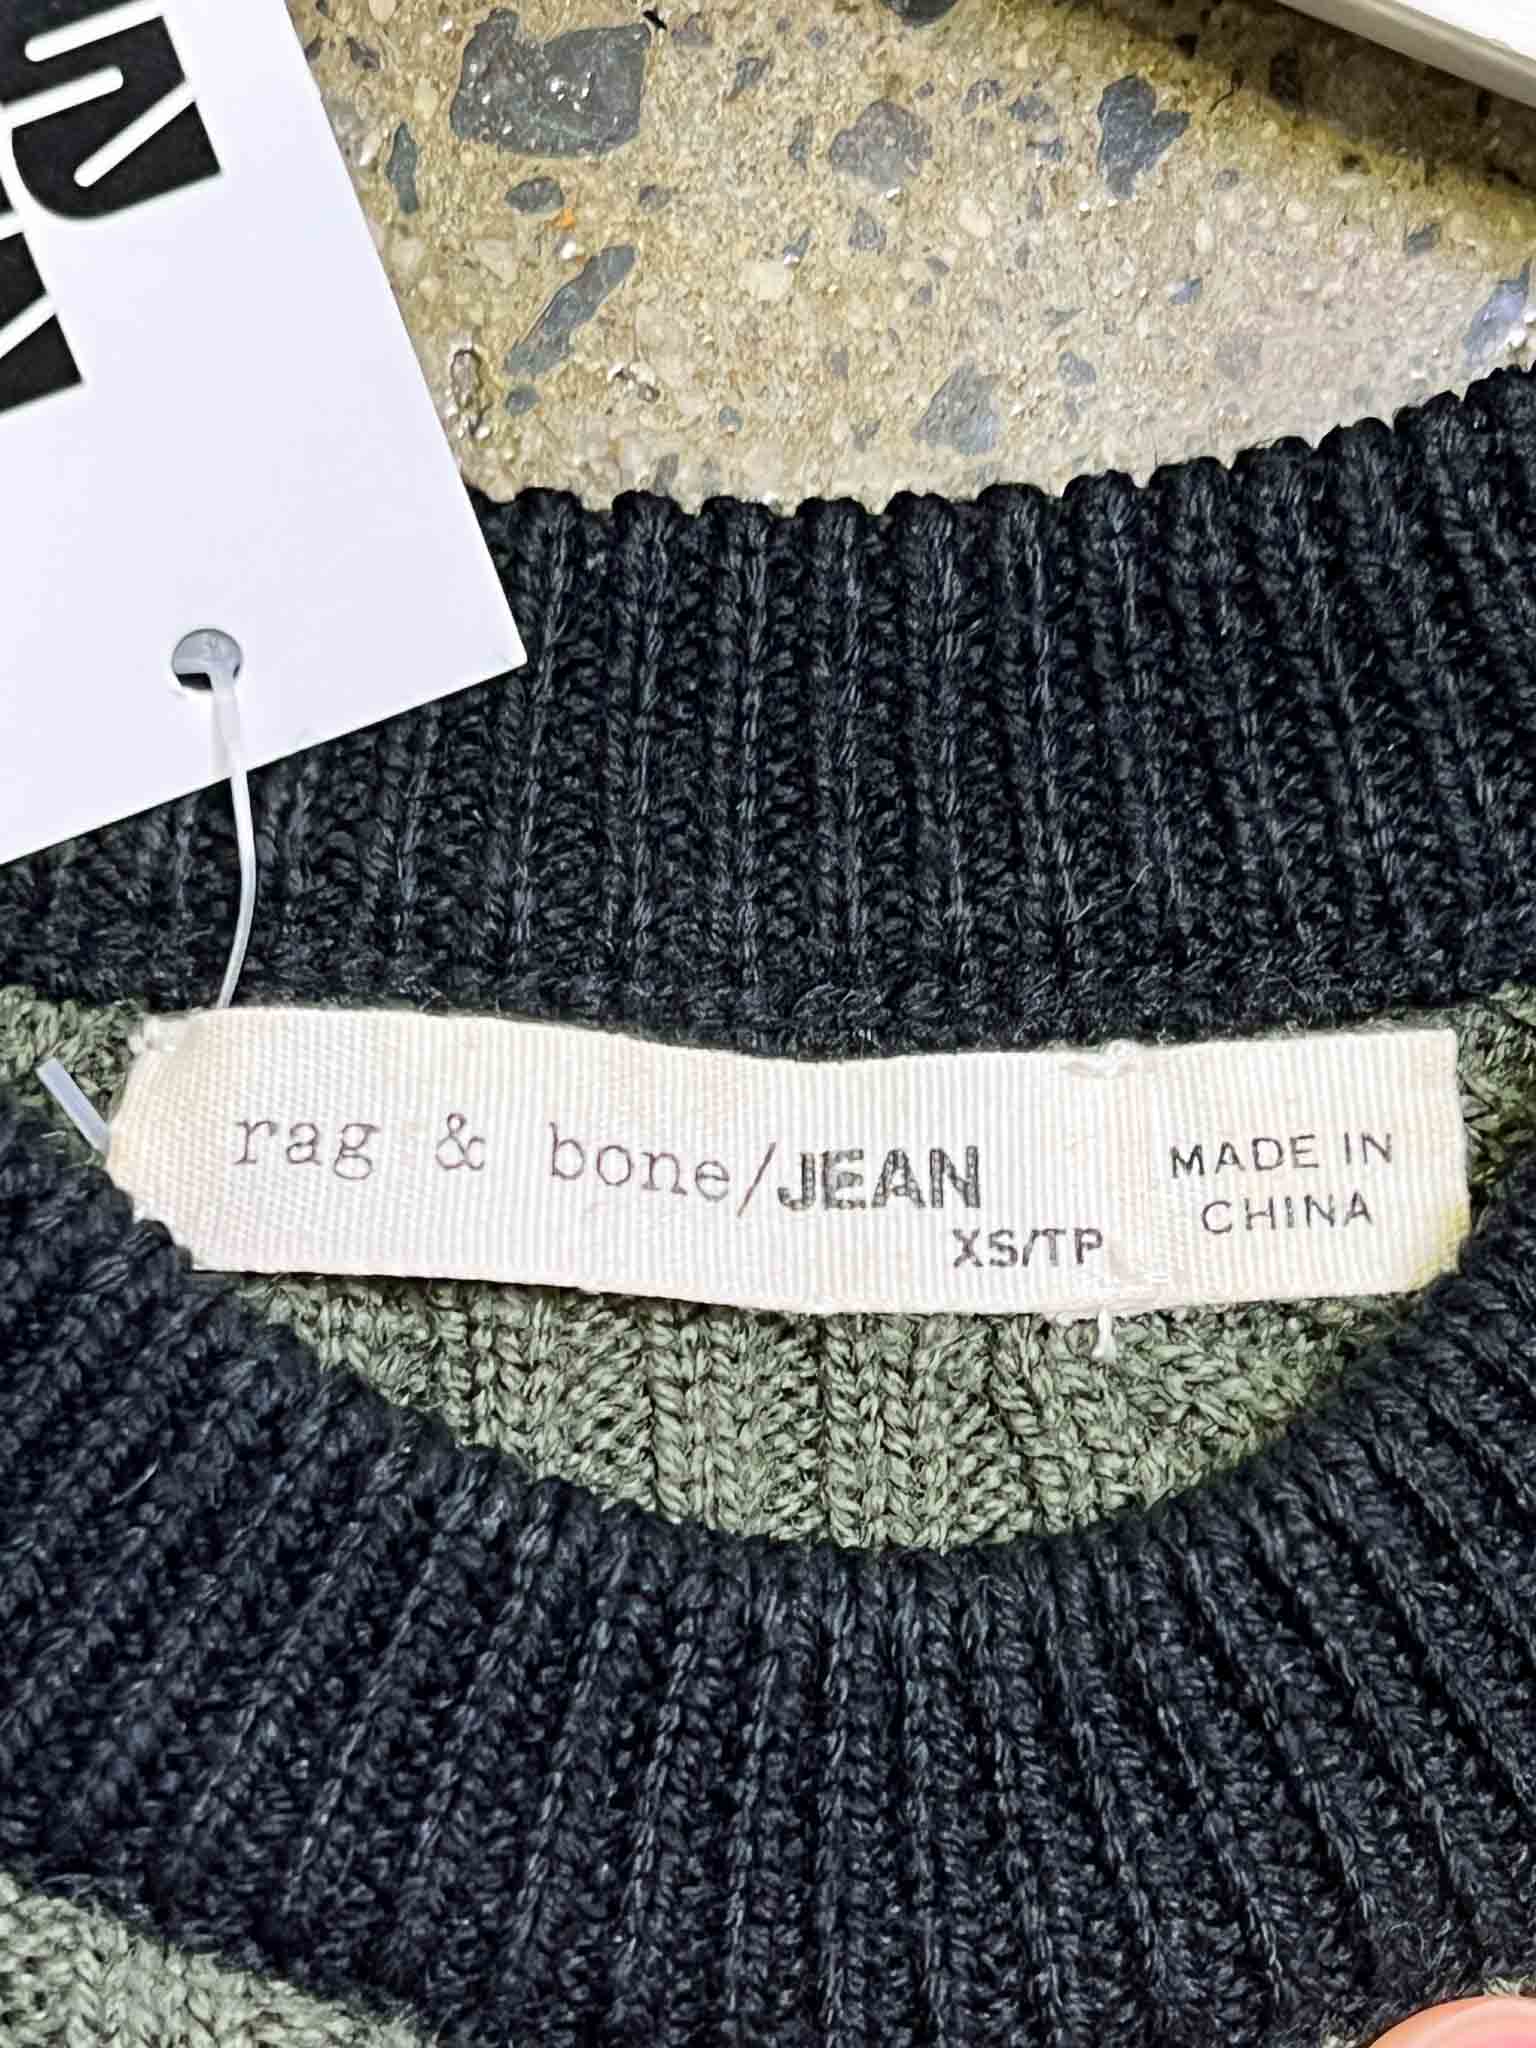 rag & bone/JEAN
XS/TP
MADE IN
CHINA